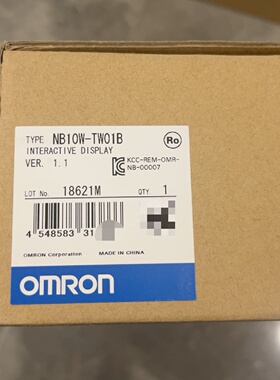 TYPE NB10W-TW01B
INTERACTIVE DISPLAY
VER. 1.1
Ro
KCC-REM-OMR-
NB-00007
LOT No. 18621M
QTY. 1
4 548583 31
OMRON Corporation
MADE IN CHINA
OMRON